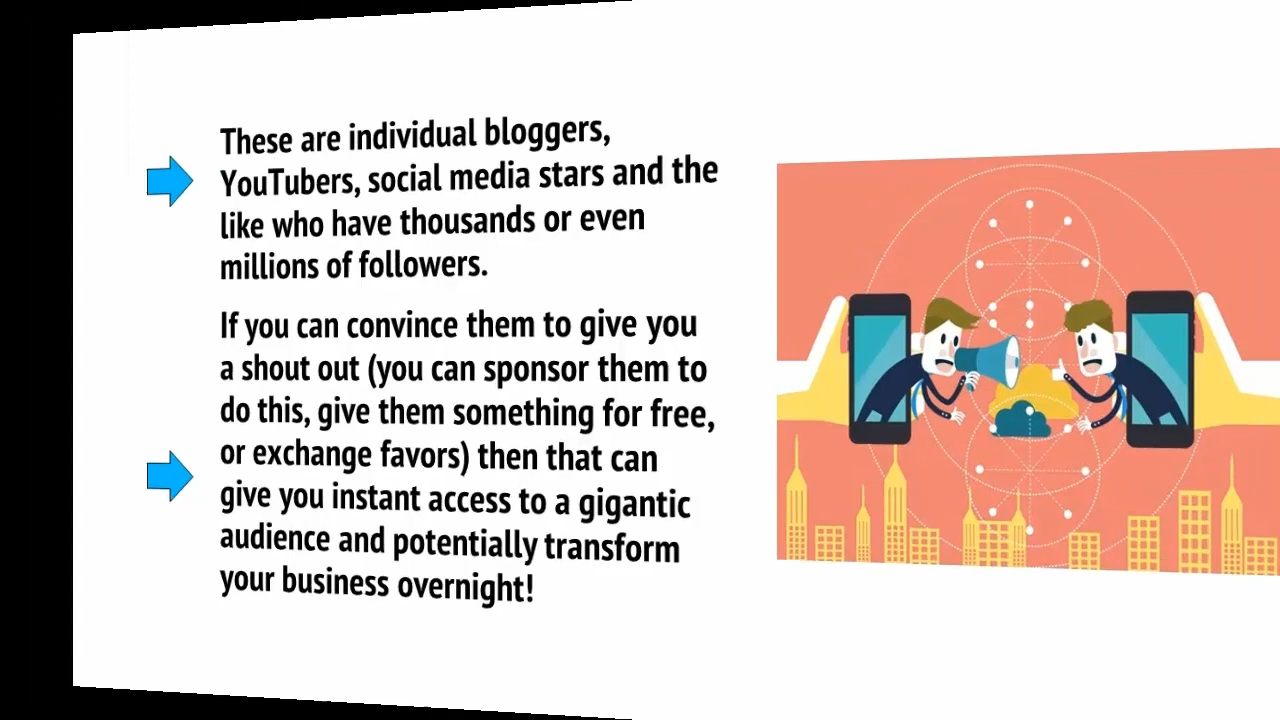 These are individual bloggers,
YouTubers, social media stars and the
like who have thousands or even
millions of followers.
If you can convince them to give you
a shout out (you can sponsor them to
do this, give them something for free,
or exchange favors) then that can
give you instant access to a gigantic
audience and potentially transform
your business overnight!